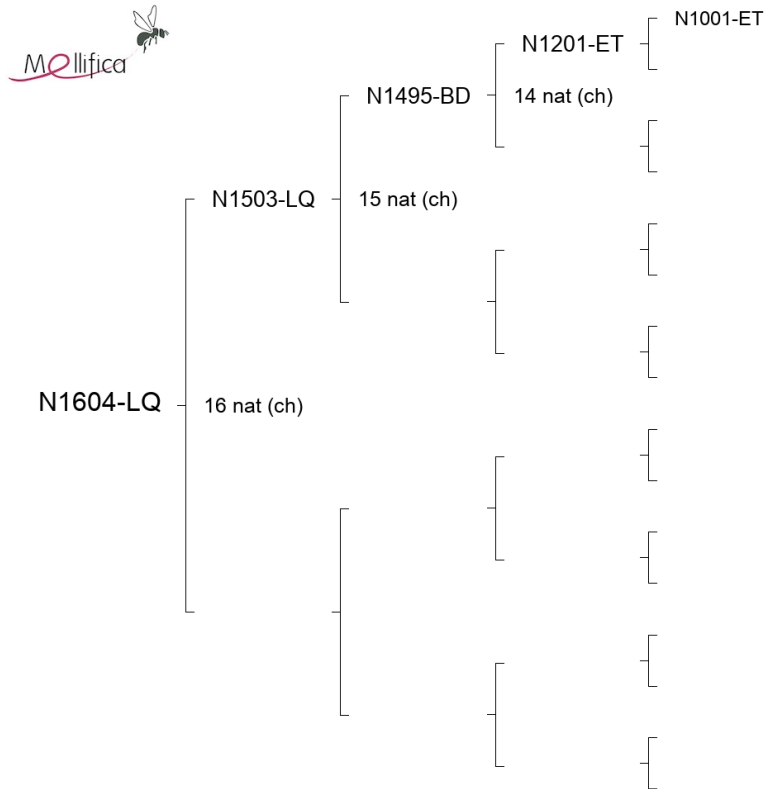 Mellifica
N1001-ET
N1201-ET
N1495-BD
14 nat (ch)
N1503-LQ
15 nat (ch)
N1604-LQ
16 nat (ch)